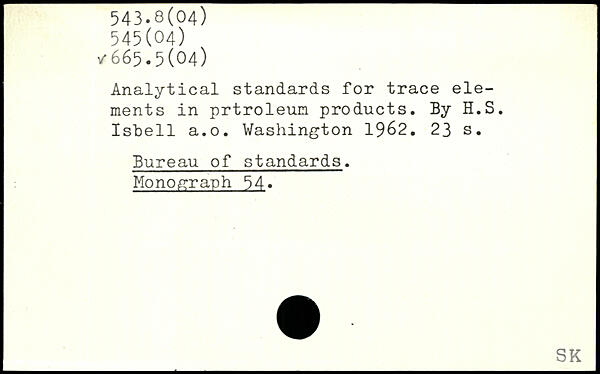 543.8(04)
545(04)
✓665.5(04)
Analytical standards for trace ele-
ments in prtroleum products. By H.S.
Isbell a.o. Washington 1962. 23 s.
Bureau of standards.
Monograph 54.
SK